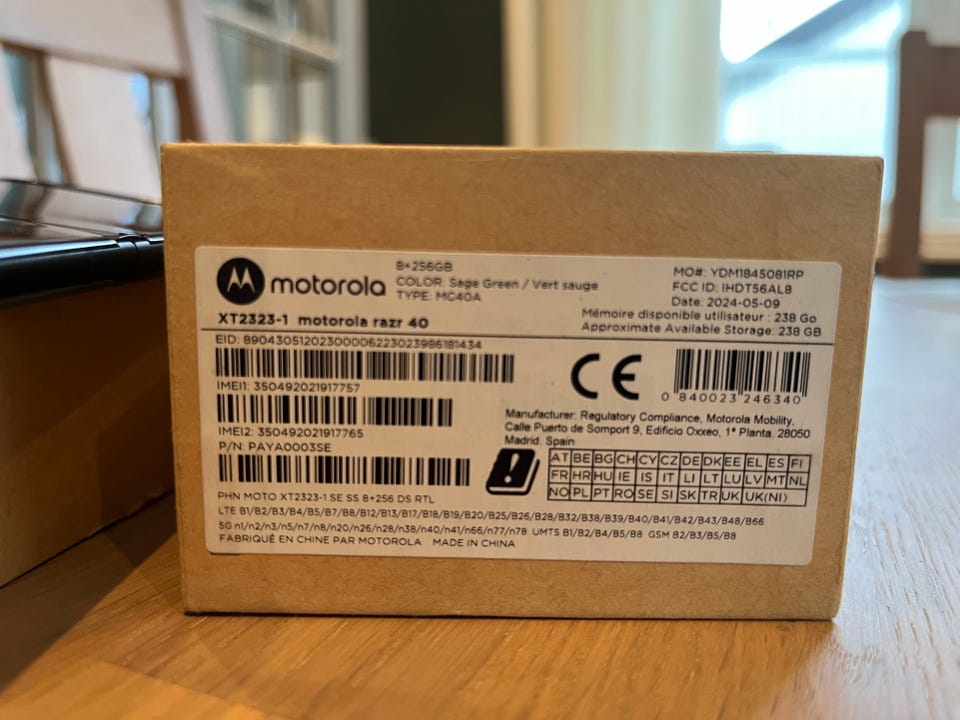 motorola
8+256GB
COLOR: Sage Green / Vert sauge
TYPE: MC40A
XT2323-1 motorola razr 40
MO#: YDM1845081RP
FCC ID: IHDT56AL8
Date: 2024-05-09
Mémoire disponible utilisateur : 238 Go
Approximate Available Storage: 238 GB
EID: 89043051202300006223023986181434
IMEI1: 350492021917757
IMEI2: 350492021917765
P/N: PAYA0003SE
CE
0 840023 246340
Manufacturer: Regulatory Compliance, Motorola Mobility,
Calle Puerto de Somport 9, Edificio Oxxeo, 1ª Planta. 28050
Madrid. Spain
AT BE BG CH CY CZ DE DK EE EL ES FI
FR HR HU IE IS IT LI LT LU LV MT NL
NO PL PT RO SE SI SK TR UK UK(NI)
PHN MOTO XT2323-1 SE SS 8+256 DS RTL
LTE B1/B2/B3/B4/B5/B7/B8/B12/B13/B17/B18/B19/B20/B25/B26/B28/B32/B38/B39/B40/B41/B42/B43/B48/B66
5G n1/n2/n3/n5/n7/n8/n20/n26/n28/n38/n40/n41/n66/n77/n78 UMTS B1/B2/B4/B5/B8 GSM B2/B3/B5/B8
FABRIQUÉ EN CHINE PAR MOTOROLA MADE IN CHINA